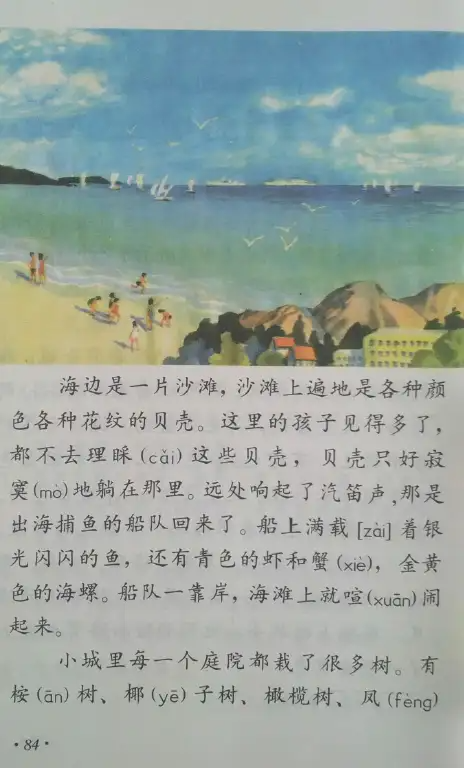 海边是一片沙滩，沙滩上遍地是各种颜
色各种花纹的贝壳。这里的孩子见得多了，
都不去理睬(cǎi)这些贝壳，贝壳只好寂
寞(mò)地躺在那里。远处响起了汽笛声,那是
出海捕鱼的船队回来了。船上满载[zài]着银
光闪闪的鱼，还有青色的虾和蟹(xiè)，金黄
色的海螺。船队一靠岸，海滩上就喧(xuān)闹
起来。
小城里每一个庭院都栽了很多树。有
桉(ān)树、椰(yē)子树、橄榄树、凤(fèng)
·84·